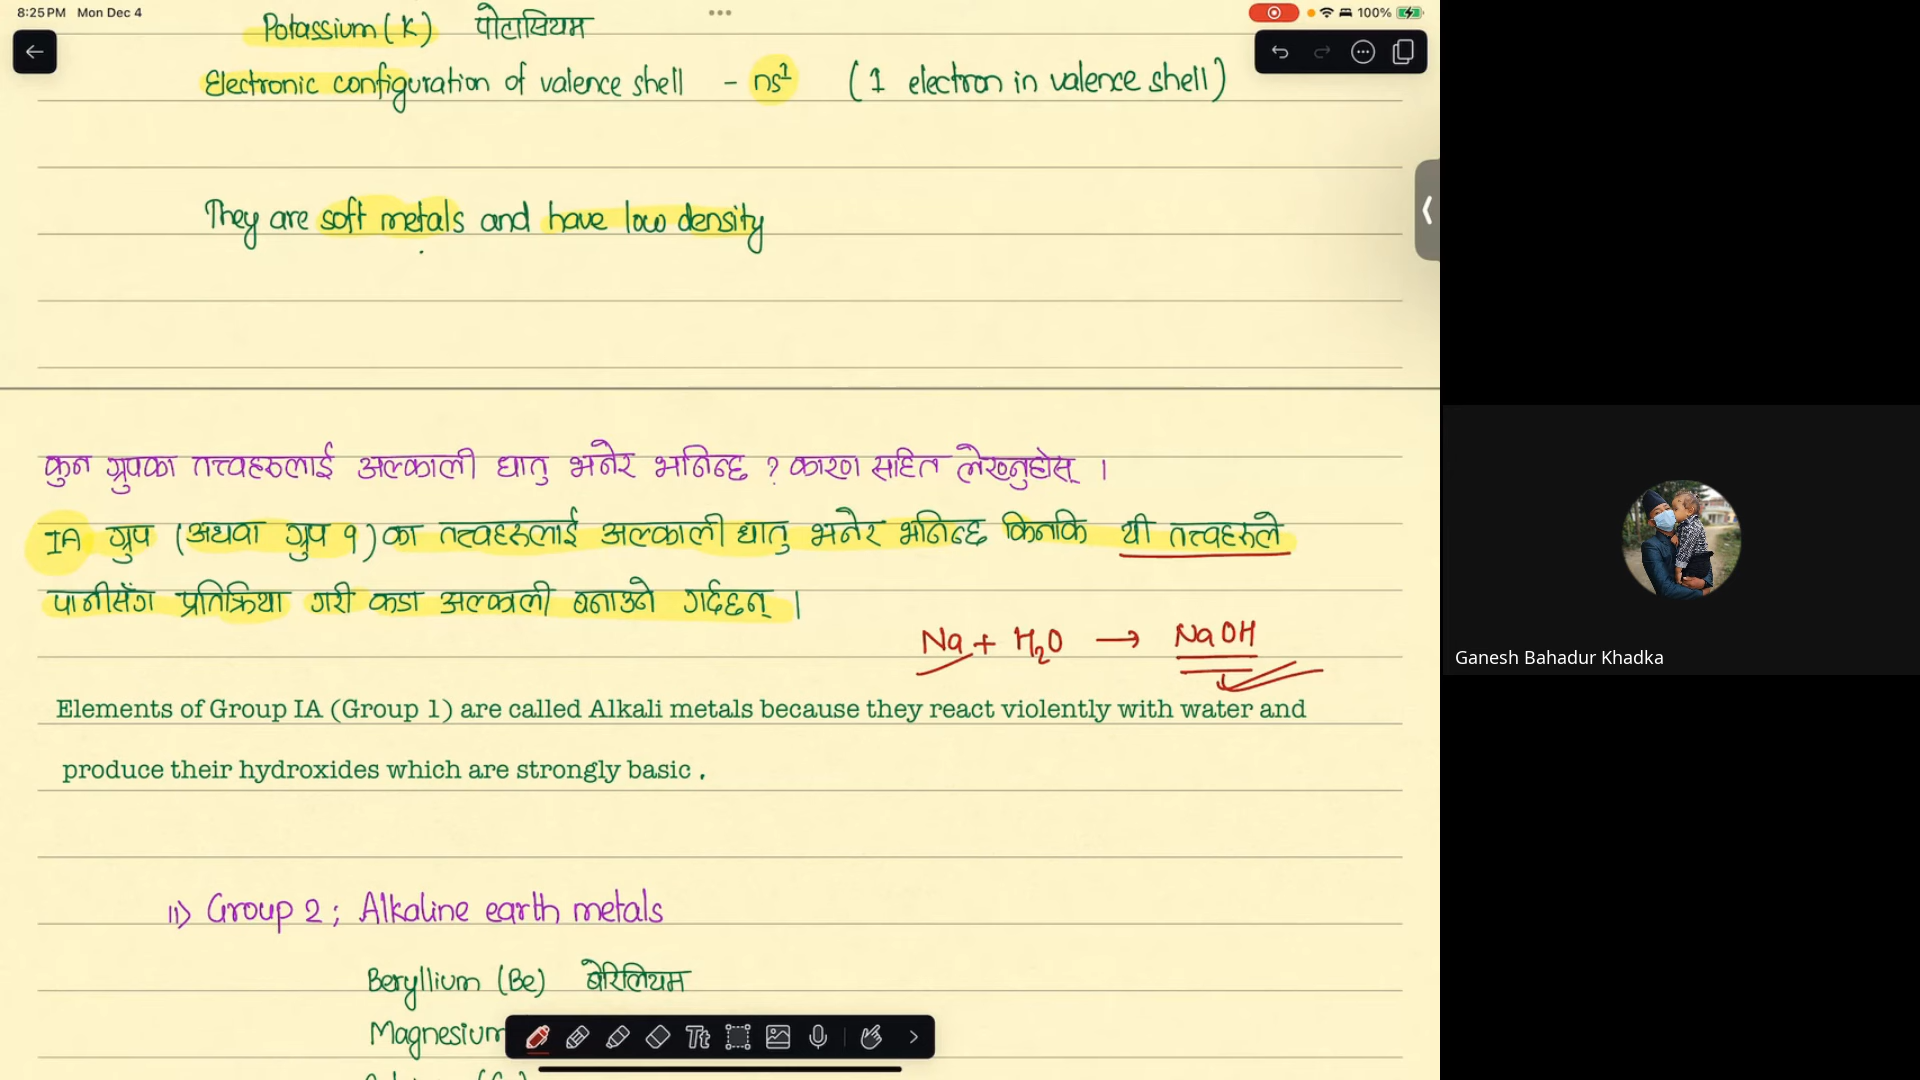 8:25 PM Mon Dec 4
100%
Potassium (K) पोटासियम
Electronic configuration of valence shell - ns¹ (1 electron in valence shell)
They are soft metals and have low density
कुन ग्रुपका तत्त्वहरूलाई अल्काली धातु भनेर भनिन्छ ? कारण सहित लेख्नुहोस् ।
IA ग्रुप (अथवा ग्रुप १) का तत्त्वहरूलाई अल्काली धातु भनेर भनिन्छ किनकि यी तत्त्वहरूले
पानीसँग प्रतिक्रिया गरी कडा अल्काली बनाउने गर्दछन् ।
Na + H₂O → NaOH
Elements of Group IA (Group 1) are called Alkali metals because they react violently with water and
produce their hydroxides which are strongly basic .
ii) Group 2 ; Alkaline earth metals
Beryllium (Be) बेरिलियम
Magnesium
Tt
Ganesh Bahadur Khadka